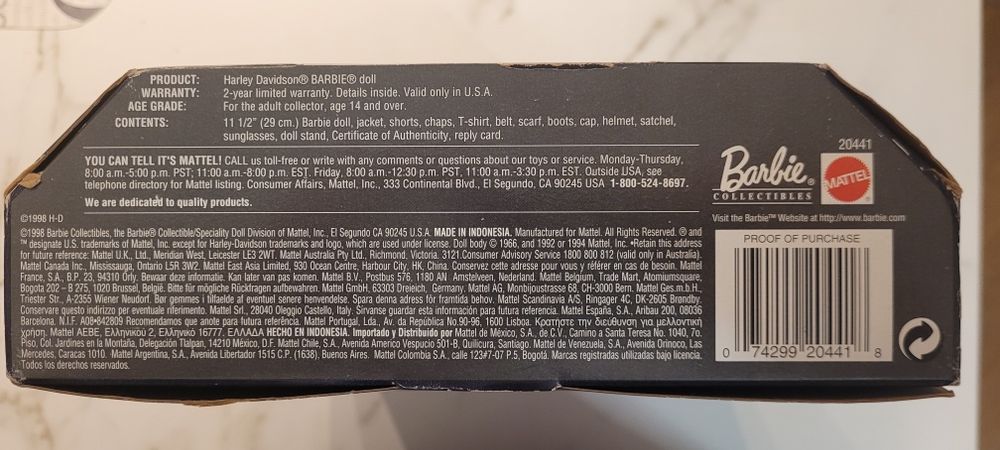 PRODUCT: Harley Davidson® BARBIE® doll
WARRANTY: 2-year limited warranty. Details inside. Valid only in U.S.A.
AGE GRADE: For the adult collector, age 14 and over.
CONTENTS: 11 1/2" (29 cm.) Barbie doll, jacket, shorts, chaps, T-shirt, belt, scarf, boots, cap, helmet, satchel,
sunglasses, doll stand, Certificate of Authenticity, reply card.
YOU CAN TELL IT'S MATTEL! CALL us toll-free or write with any comments or questions about our toys or service. Monday-Thursday,
8:00 a.m.-5:00 p.m. PST; 11:00 a.m.-8:00 p.m. EST. Friday, 8:00 a.m.-12:30 p.m. PST, 11:00 a.m.-3:30 p.m. EST. Outside USA, see
telephone directory for Mattel listing. Consumer Affairs, Mattel, Inc., 333 Continental Blvd., El Segundo, CA 90245 USA 1-800-524-8697.
We are dedicated to quality products.
©1998 H-D
©1998 Barbie Collectibles, the Barbie® Collectible/Speciality Doll Division of Mattel, Inc., El Segundo CA 90245 U.S.A. MADE IN INDONESIA. Manufactured for Mattel. All Rights Reserved. ® and
™ designate U.S. trademarks of Mattel, Inc. except for Harley-Davidson trademarks and logo, which are used under license. Doll body © 1966, and 1992 or 1994 Mattel, Inc. •Retain this address
for future reference: Mattel U.K., Ltd., Meridian West, Leicester LE3 2WT. Mattel Australia Pty Ltd., Richmond, Victoria. 3121.Consumer Advisory Service 1800 800 812 (valid only in Australia).
Mattel Canada Inc., Mississauga, Ontario L5R 3W2. Mattel East Asia Limited, 930 Ocean Centre, Harbour City, HK, China. Conservez cette adresse pour vous y référer en cas de besoin. Mattel
France, S.A., B.P. 23, 94310 Orly. Bewaar deze informatie. Kan later van pas komen. Mattel B.V., Postbus 576, 1180 AN Amstelveen, Nederland. Mattel Belgium, Trade Mart, Atomiumsquare,
Bogota 202 – B 275, 1020 Brussel, België. Bitte für mögliche Rückfragen aufbewahren. Mattel GmbH, 63303 Dreieich, Germany. Mattel AG, Monbijoustrasse 68, CH-3000 Bern. Mattel Ges.m.b.H.,
Triester Str., A-2355 Wiener Neudorf. Bør gemmes i tilfælde af eventuel senere henvendelse. Spara denna adress för framtida behov. Mattel Scandinavia A/S, Ringager 4C, DK-2605 Brøndby.
Conservare questo indirizzo per eventuale riferimento. Mattel Srl., 28040 Oleggio Castello, Italy. Sirvanse guardar esta información para futura referencia. Mattel España, S.A., Aribau 200, 08036
Barcelona. N.I.F. A08•842809 Recomendamos que anote para futura referência. Mattel Portugal, Lda., Av. da República No.90-96, 1600 Lisboa. Κρατήστε την διεύθυνση για μελλοντική
χρήση. Mattel AEBE, Ελληνικού 2, Ελληνικό 16777, ΕΛΛΑΔΑ HECHO EN INDONESIA. Importado y Distribuido por Mattel de México, S.A., de C.V., Camino a Santa Teresa No. 1040, 7o,
Piso, Col. Jardines en la Montaña, Delegación Tlalpan, 14210 México, D.F. Mattel Chile, S.A., Avenida Americo Vespucio 501-B, Quilicura, Santiago. Mattel de Venezuela, S.A., Avenida Orinoco, Las
Mercedes, Caracas 1010. Mattel Argentina, S.A., Avenida Libertador 1515 C.P. (1638). Buenos Aires. Mattel Colombia S.A., calle 123#7-07 P.5, Bogotá. Marcas registradas utilizadas bajo licencia.
Todos los derechos reservados.
20441
Barbie®
COLLECTIBLES
MATTEL
Visit the Barbie™ Website at http://www.barbie.com
PROOF OF PURCHASE
0 74299 20441 8